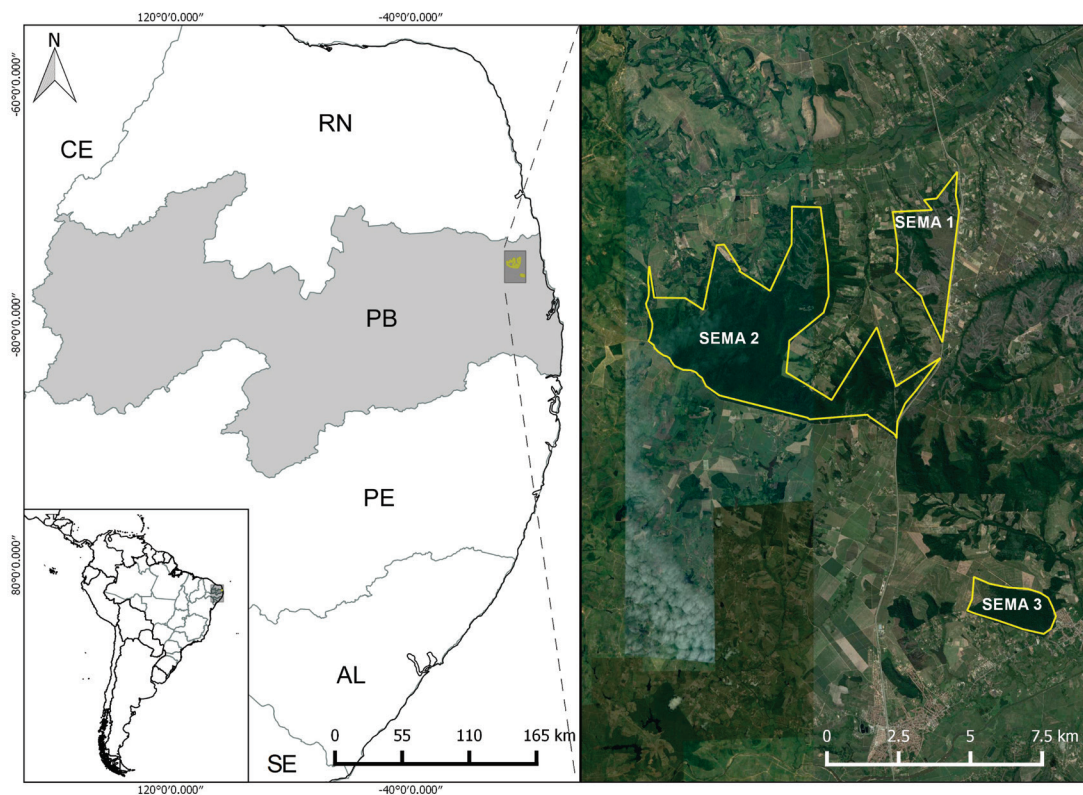 120°0'0.000" -40°0'0.000"
N
-60°0'0.000"
RN
CE
SEMA 1
PB
SEMA 2
-80°0'0.000"
PE
80°0'0.000"
SEMA 3
AL
0 55 110 165 km
SE
0 2.5 5 7.5 km
120°0'0.000" -40°0'0.000"